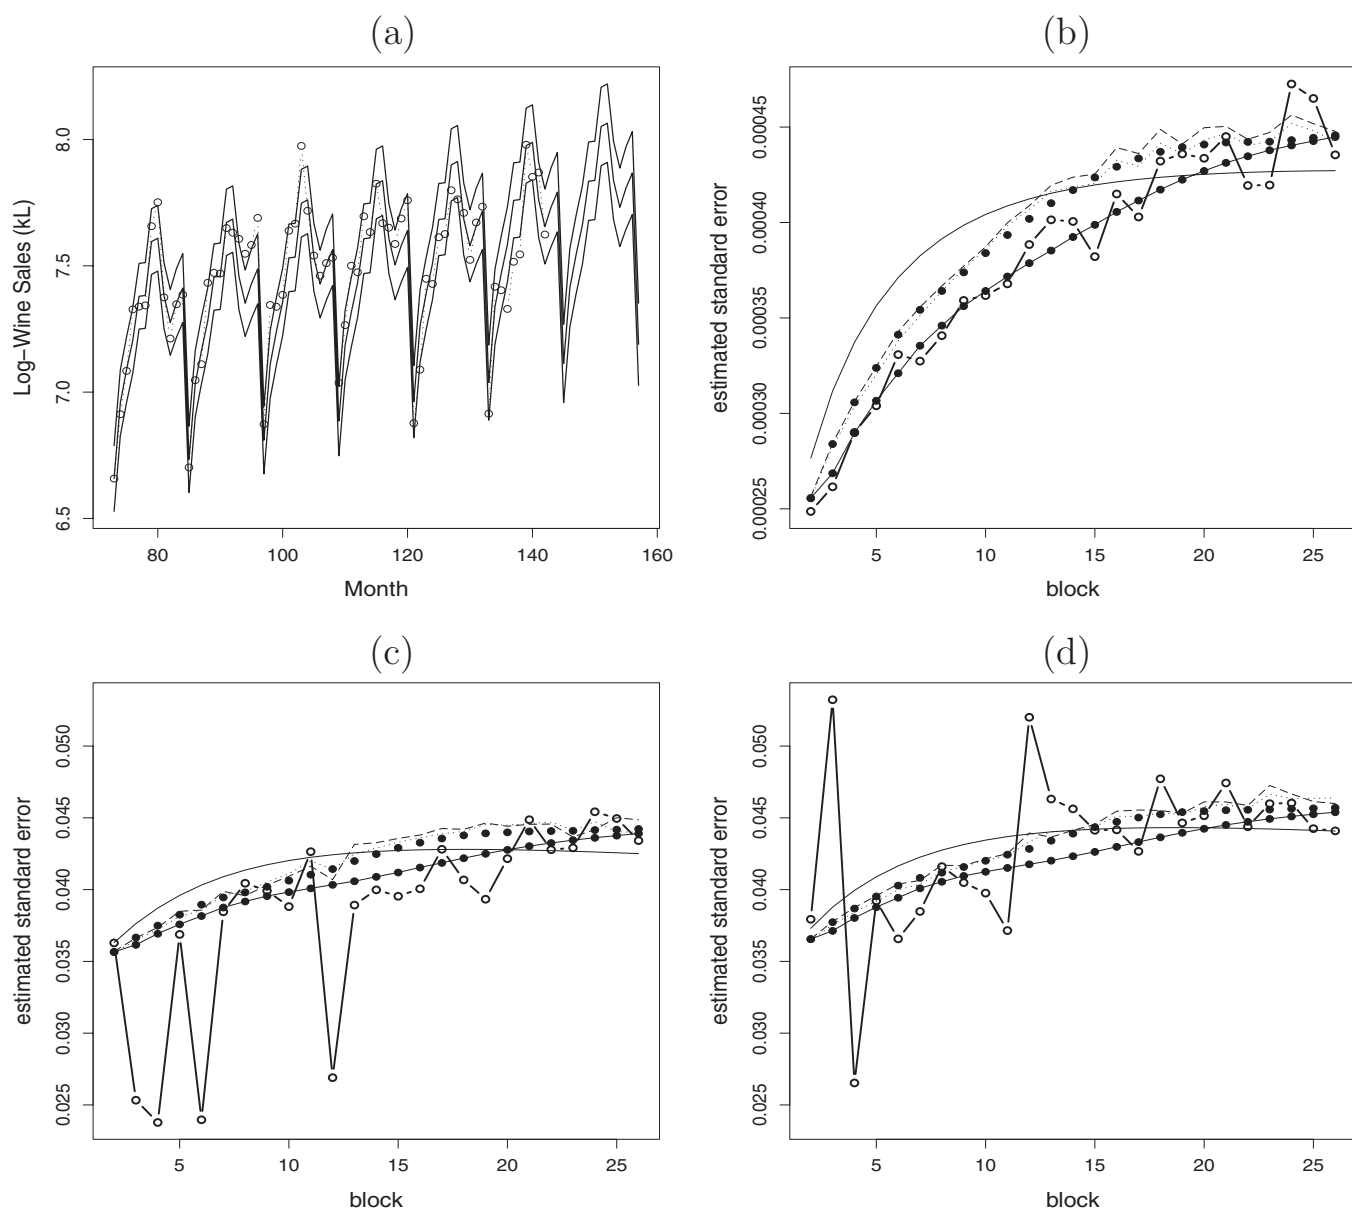 (a)
Log–Wine Sales (kL)
8.0
7.5
7.0
6.5
80 100 120 140 160
Month
(b)
estimated standard error
0.00045
0.00040
0.00035
0.00030
0.00025
5 10 15 20 25
block
(c)
estimated standard error
0.050
0.045
0.040
0.035
0.030
0.025
5 10 15 20 25
block
(d)
estimated standard error
0.050
0.045
0.040
0.035
0.030
0.025
5 10 15 20 25
block